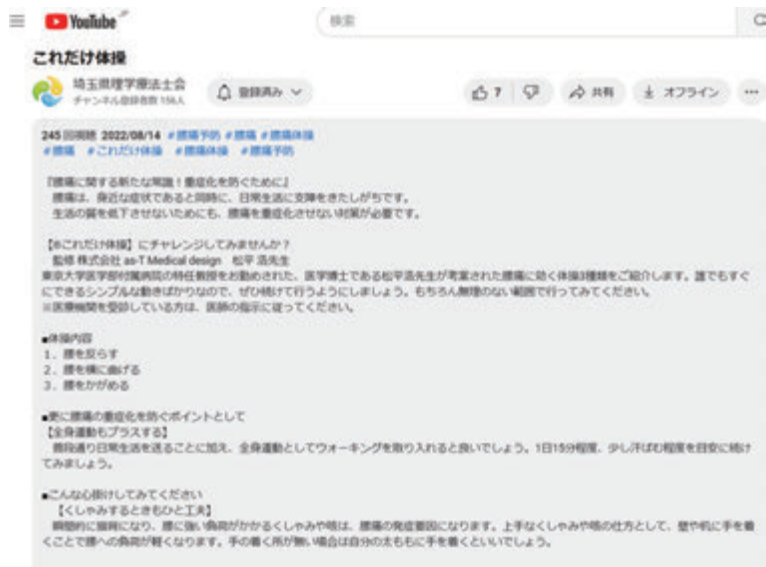 YouTube JP
検索
これだけ体操
埼玉県理学療法士会
チャンネル登録者数 156人
登録済み
7
共有
オフライン
245 回視聴 2022/08/14 #腰痛予防 #腰痛 #腰痛体操
#腰痛 #これだけ体操 #腰痛体操 #腰痛予防
『腰痛に関する新たな常識!重症化を防ぐために』
腰痛は、身近な症状であると同時に、日常生活に支障をきたしがちです。
生活の質を低下させないためにも、腰痛を重症化させない対策が必要です。
【®これだけ体操】にチャレンジしてみませんか?
監修 株式会社 as-T Medical design 松平 浩先生
東京大学医学部付属病院の特任教授をお勤めされた、医学博士である松平浩先生が考案された腰痛に効く体操3種類をご紹介します。誰でもすぐ
にできるシンプルな動きばかりなので、ぜひ続けて行うようにしましょう。もちろん無理のない範囲で行ってみてください。
※医療機関を受診している方は、医師の指示に従ってください。
■体操内容
1. 腰を反らす
2. 腰を横に曲げる
3. 腰をかがめる
■更に腰痛の重症化を防ぐポイントとして
【全身運動もプラスする】
普段通り日常生活を送ることに加え、全身運動としてウォーキングを取り入れると良いでしょう。1日15分程度、少し汗ばむ程度を目安に続け
てみましょう。
■こんな心掛けしてみてください
【くしゃみするときもひと工夫】
瞬間的に猫背になり、腰に強い負荷がかかるくしゃみや咳は、腰痛の発症要因になります。上手なくしゃみや咳の仕方として、壁や机に手を着
くことで腰への負荷が軽くなります。手の着く所が無い場合は自分の太ももに手を着くといいでしょう。